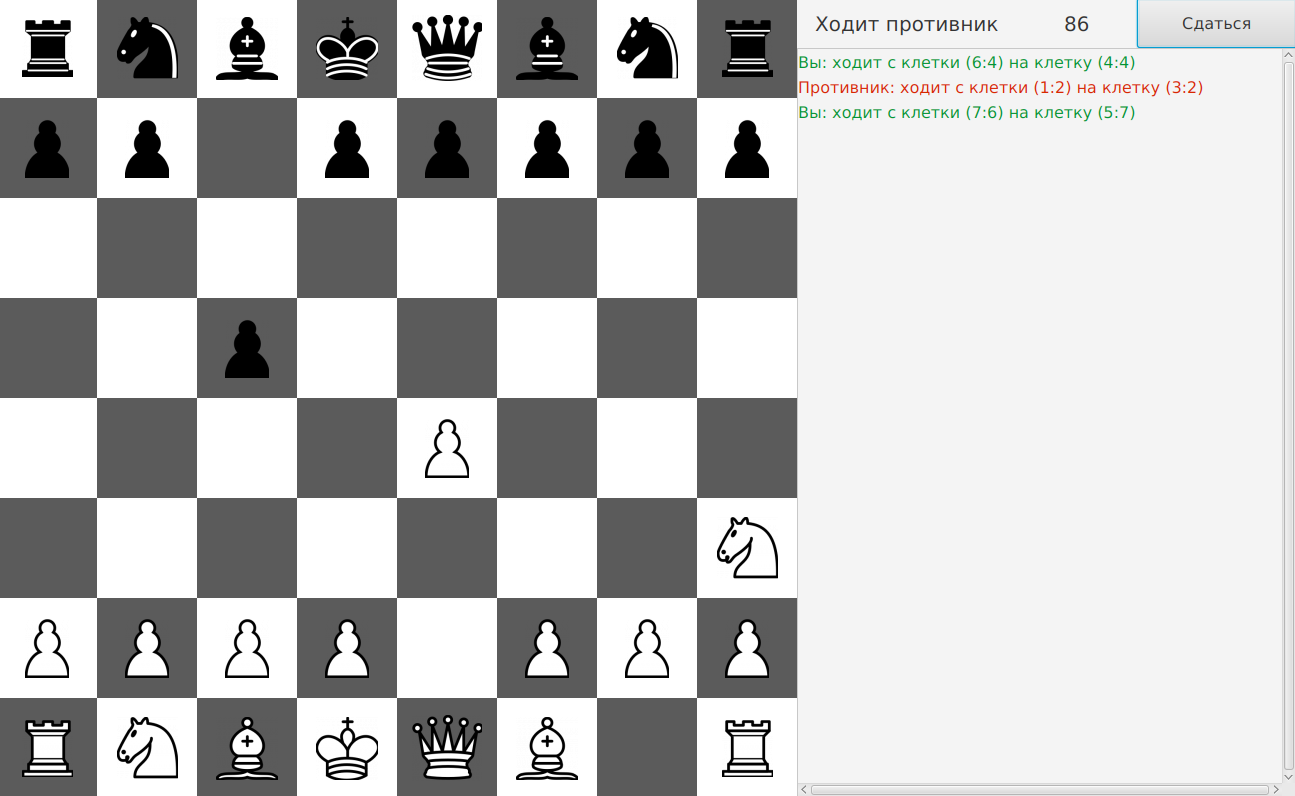 Ходит противник 86 Сдаться
Вы: ходит с клетки (6:4) на клетку (4:4)
Противник: ходит с клетки (1:2) на клетку (3:2)
Вы: ходит с клетки (7:6) на клетку (5:7)